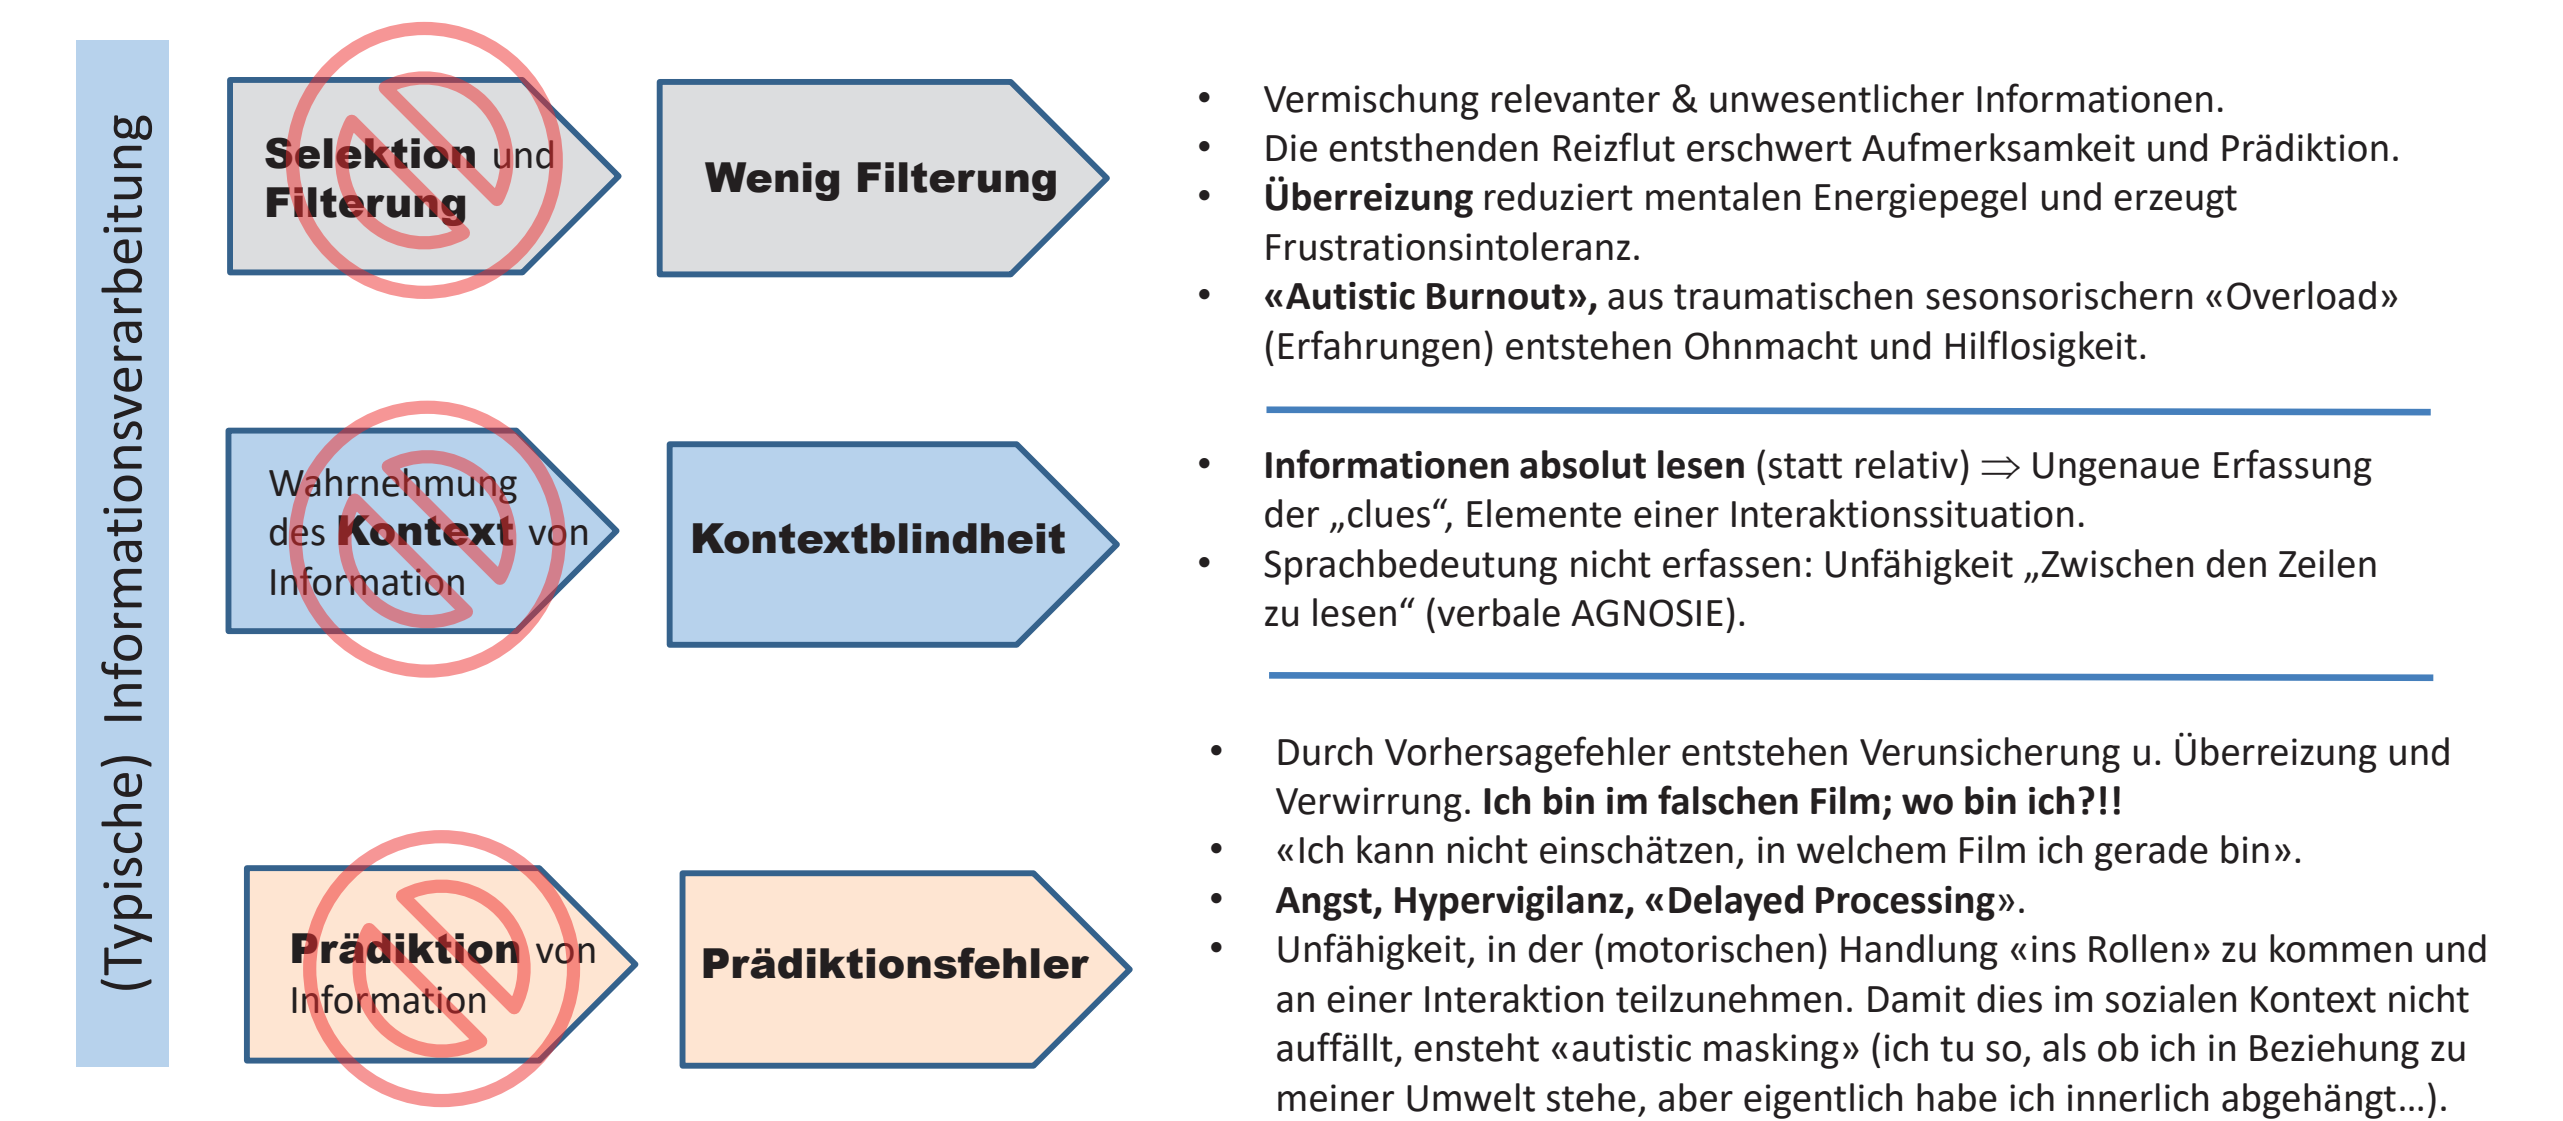 (Typische) Informationsverarbeitung
Selektion und
Filterung
Wenig Filterung
• Vermischung relevanter & unwesentlicher Informationen.
• Die entsthenden Reizflut erschwert Aufmerksamkeit und Prädiktion.
• Überreizung reduziert mentalen Energiepegel und erzeugt
Frustrationsintoleranz.
• «Autistic Burnout», aus traumatischen sesonsorischern «Overload»
(Erfahrungen) entstehen Ohnmacht und Hilflosigkeit.
Wahrnehmung
des Kontext von
Information
Kontextblindheit
• Informationen absolut lesen (statt relativ) ⇒ Ungenaue Erfassung
der „clues“, Elemente einer Interaktionssituation.
• Sprachbedeutung nicht erfassen: Unfähigkeit „Zwischen den Zeilen
zu lesen“ (verbale AGNOSIE).
Prädiktion von
Information
Prädiktionsfehler
• Durch Vorhersagefehler entstehen Verunsicherung u. Überreizung und
Verwirrung. Ich bin im falschen Film; wo bin ich?!!
• «Ich kann nicht einschätzen, in welchem Film ich gerade bin».
• Angst, Hypervigilanz, «Delayed Processing».
• Unfähigkeit, in der (motorischen) Handlung «ins Rollen» zu kommen und
an einer Interaktion teilzunehmen. Damit dies im sozialen Kontext nicht
auffällt, ensteht «autistic masking» (ich tu so, als ob ich in Beziehung zu
meiner Umwelt stehe, aber eigentlich habe ich innerlich abgehängt...).